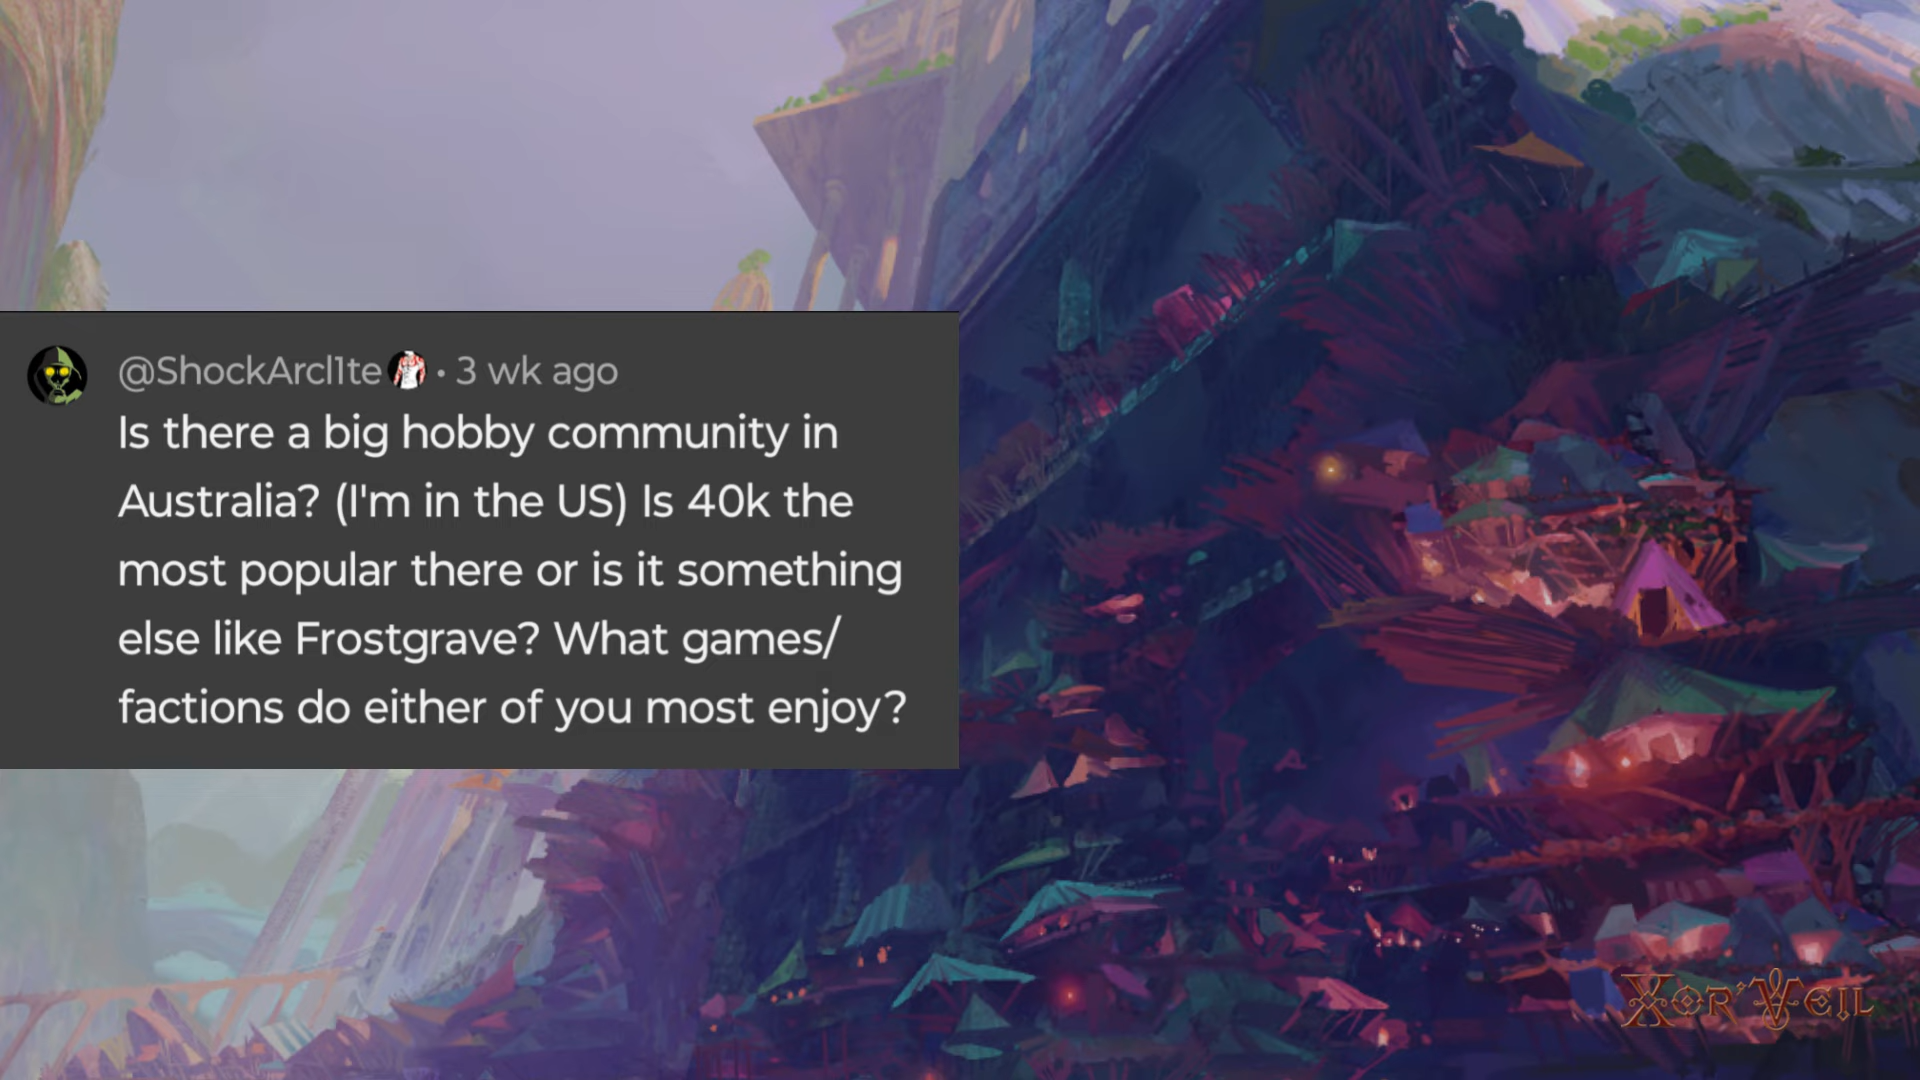 @ShockArcl1te • 3 wk ago
Is there a big hobby community in
Australia? (I'm in the US) Is 40k the
most popular there or is it something
else like Frostgrave? What games/
factions do either of you most enjoy?
Xor'Veil